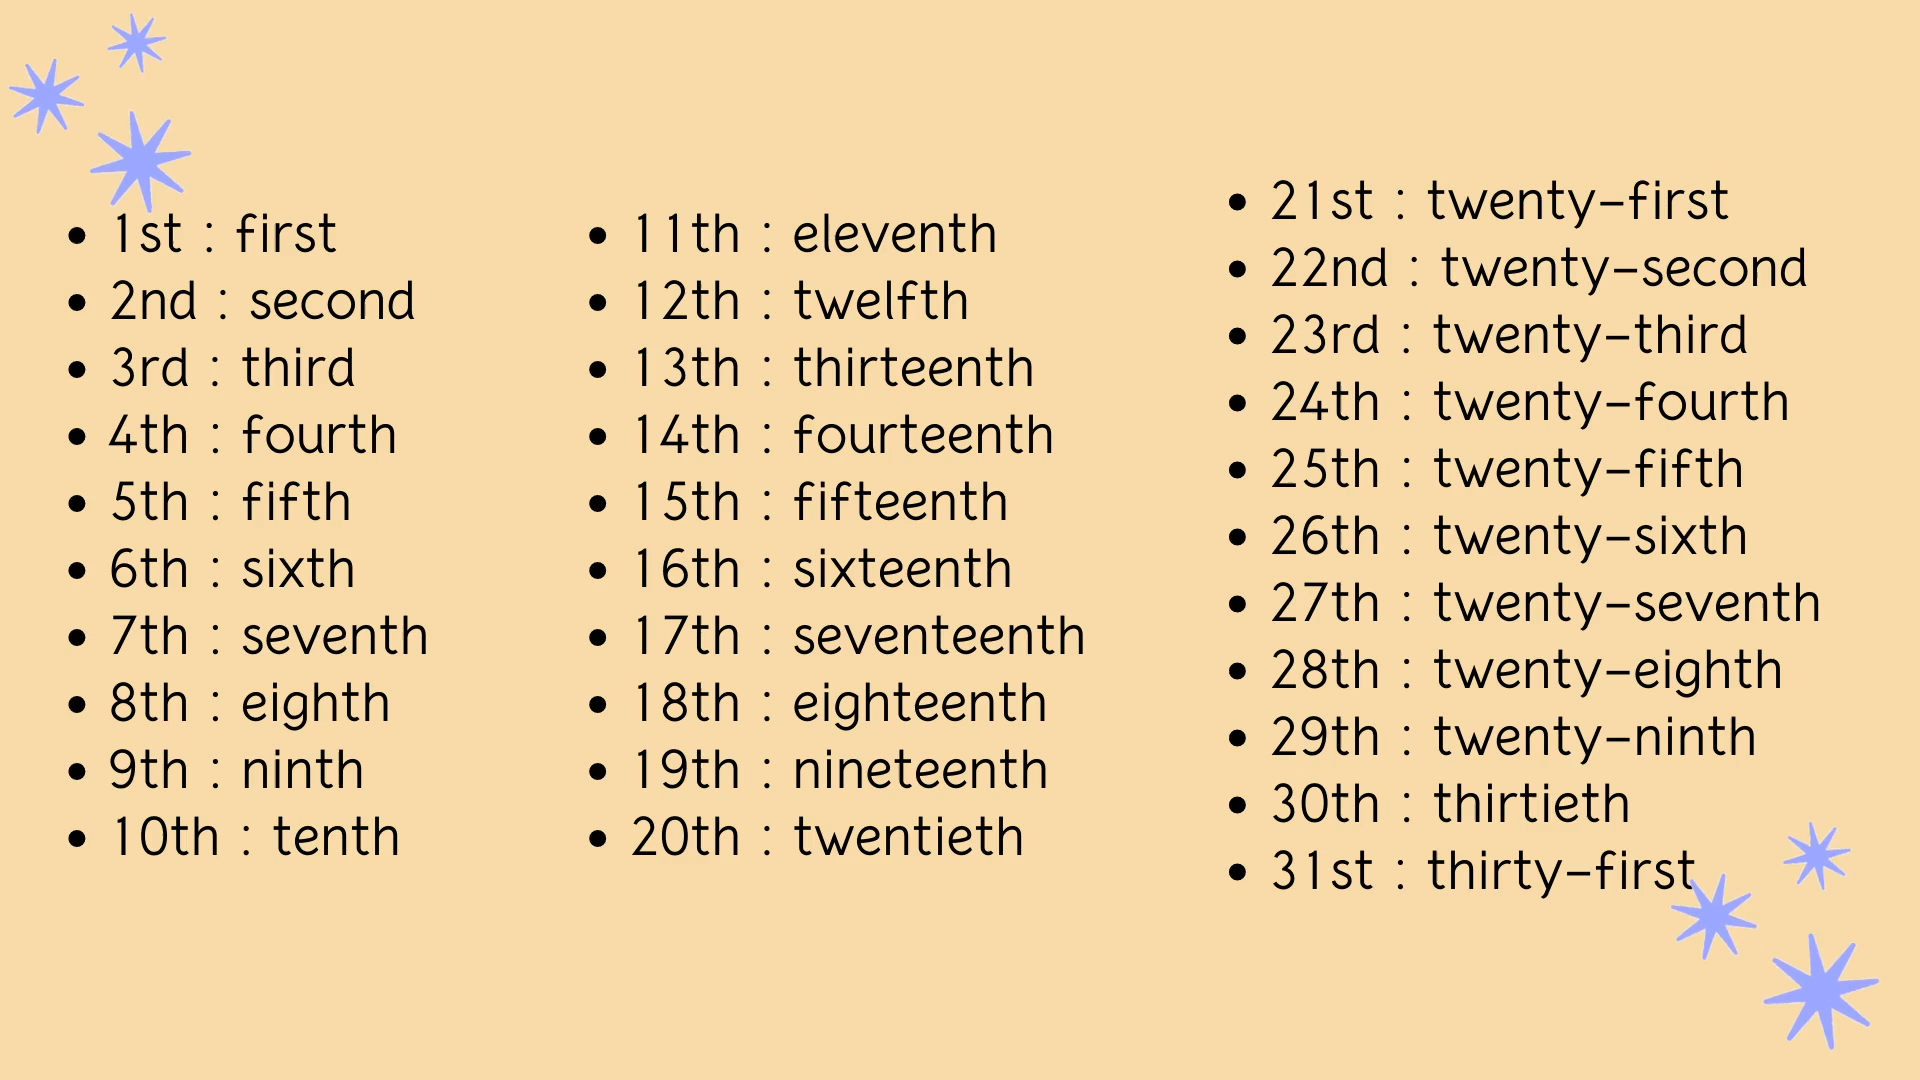 • 1st : first
• 2nd : second
• 3rd : third
• 4th : fourth
• 5th : fifth
• 6th : sixth
• 7th : seventh
• 8th : eighth
• 9th : ninth
• 10th : tenth
• 11th : eleventh
• 12th : twelfth
• 13th : thirteenth
• 14th : fourteenth
• 15th : fifteenth
• 16th : sixteenth
• 17th : seventeenth
• 18th : eighteenth
• 19th : nineteenth
• 20th : twentieth
• 21st : twenty-first
• 22nd : twenty-second
• 23rd : twenty-third
• 24th : twenty-fourth
• 25th : twenty-fifth
• 26th : twenty-sixth
• 27th : twenty-seventh
• 28th : twenty-eighth
• 29th : twenty-ninth
• 30th : thirtieth
• 31st : thirty-first